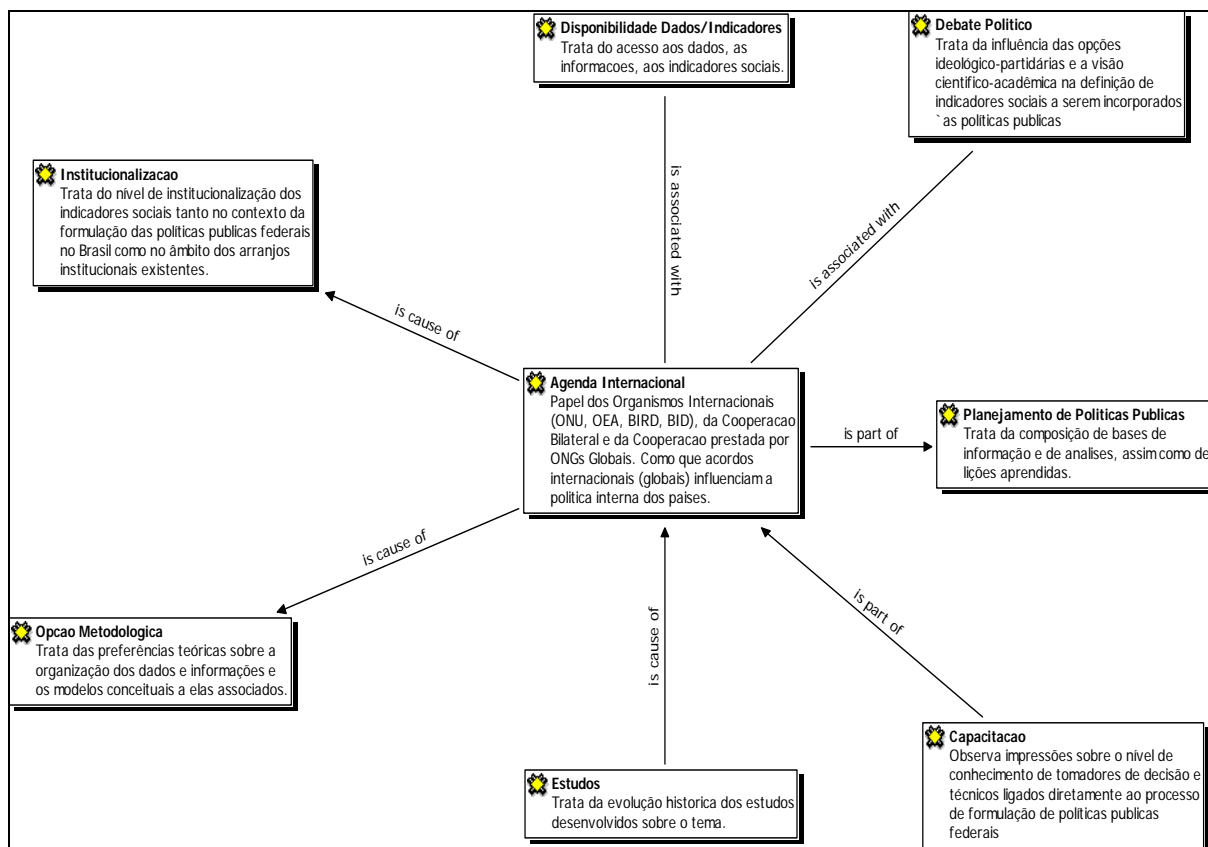 Disponibilidade Dados/Indicadores
Trata do acesso aos dados, as
informacoes, aos indicadores sociais.
Debate Politico
Trata da influência das opções
ideológico-partidárias e a visão
científico-acadêmica na definição de
indicadores sociais a serem incorporados
`as políticas publicas
Institucionalizacao
Trata do nível de institucionalização dos
indicadores sociais tanto no contexto da
formulação das políticas publicas federais
no Brasil como no âmbito dos arranjos
institucionais existentes.
is associated with
is associated with
is cause of
Agenda Internacional
Papel dos Organismos Internacionais
(ONU, OEA, BIRD, BID), da Cooperacao
Bilateral e da Cooperacao prestada por
ONGs Globais. Como que acordos
internacionais (globais) influenciam a
politica interna dos países.
is part of
Planejamento de Politicas Publicas
Trata da composição de bases de
informação e de analises, assim como de
lições aprendidas.
is cause of
is cause of
is part of
Opcao Metodologica
Trata das preferências teóricas sobre a
organização dos dados e informações e
os modelos conceituais a elas associados.
Estudos
Trata da evolução historica dos estudos
desenvolvidos sobre o tema.
Capacitacao
Observa impressões sobre o nível de
conhecimento de tomadores de decisão e
técnicos ligados diretamente ao processo
de formulação de políticas publicas
federais